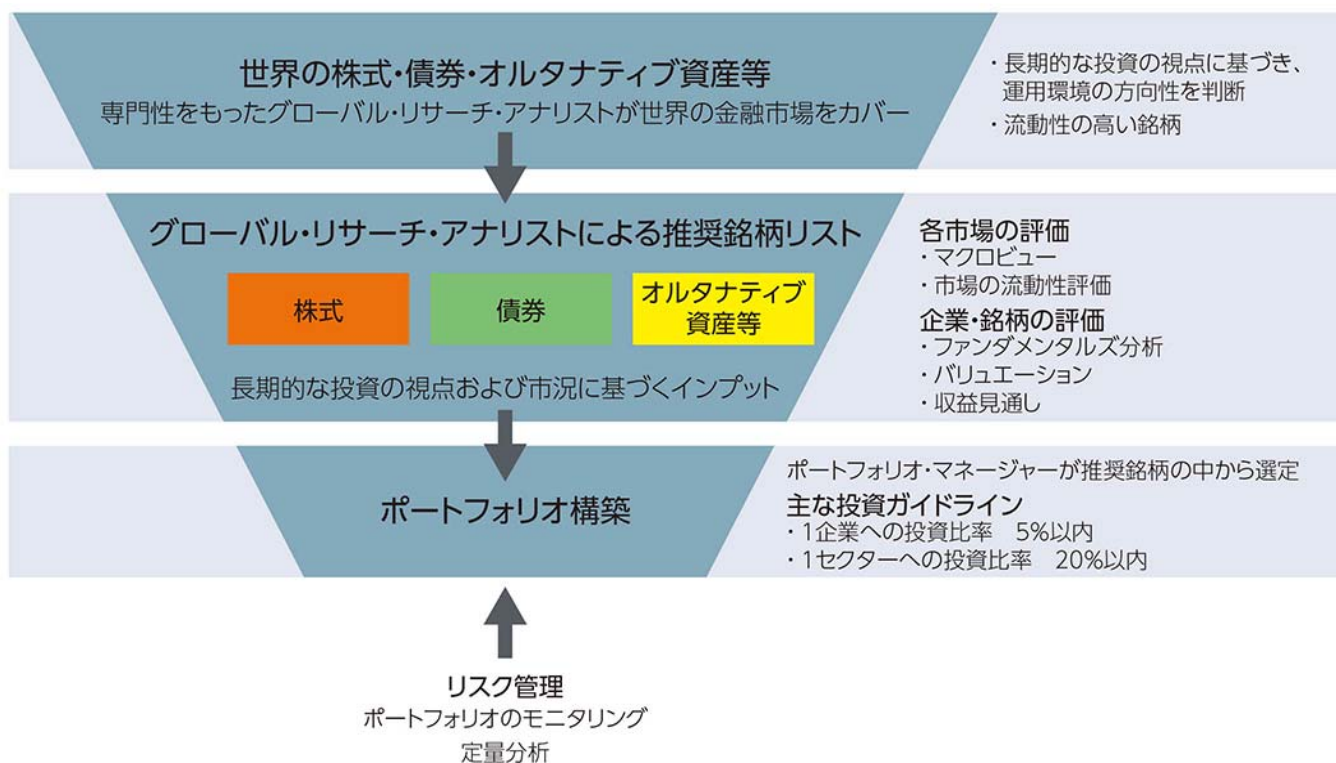 世界の株式・債券・オルタナティブ資産等
専門性をもったグローバル・リサーチ・アナリストが世界の金融市場をカバー
・長期的な投資の視点に基づき、
運用環境の方向性を判断
・流動性の高い銘柄
グローバル・リサーチ・アナリストによる推奨銘柄リスト
株式
債券
オルタナティブ
資産等
長期的な投資の視点および市況に基づくインプット
各市場の評価
・マクロビュー
・市場の流動性評価
企業・銘柄の評価
・ファンダメンタルズ分析
・バリュエーション
・収益見通し
ポートフォリオ構築
ポートフォリオ・マネージャーが推奨銘柄の中から選定
主な投資ガイドライン
・1企業への投資比率　5%以内
・1セクターへの投資比率　20%以内
リスク管理
ポートフォリオのモニタリング
定量分析